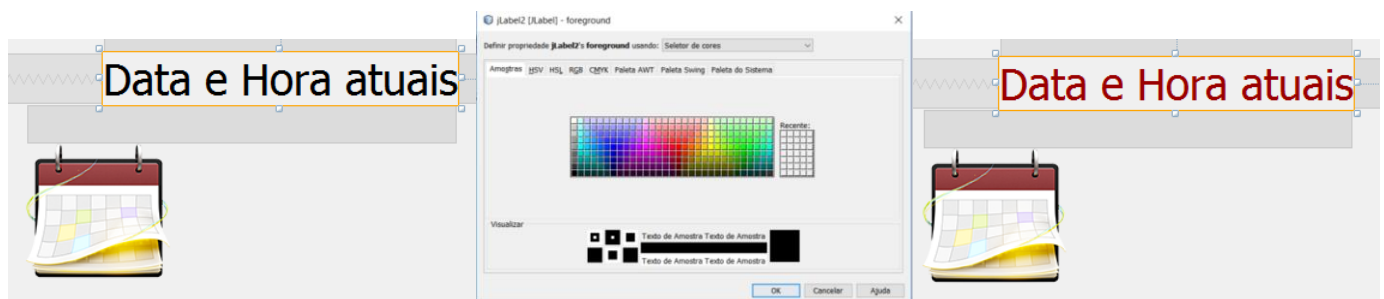 Data e Hora atuais
jLabel2 [JLabel] - foreground
Definir propriedade jLabel2's foreground usando: Seletor de cores
Amostras HSV HSL RGB CMYK Paleta AWT Paleta Swing Paleta do Sistema
Recente:
Visualizar
Texto de Amostra Texto de Amostra
Texto de Amostra Texto de Amostra
OK Cancelar Ajuda
Data e Hora atuais